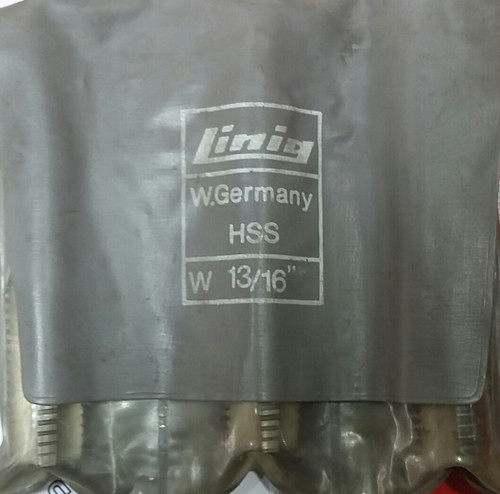 Linig
W.Germany
HSS
W 13/16"